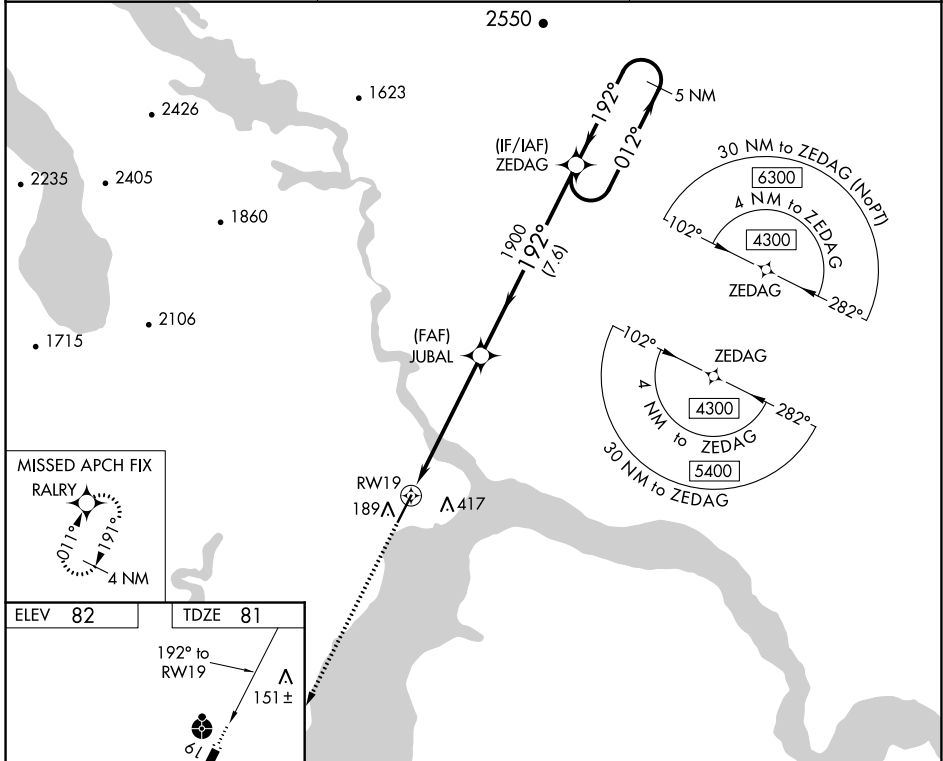 2550
1623
2426
2235
2405
1860
2106
1715
192°
012°
5 NM
(IF/IAF)
ZEDAG
1900
192°
(7.6)
(FAF)
JUBAL
RW19
189
417
30 NM to ZEDAG (NoPT)
6300
4 NM to ZEDAG
4300
102°
282°
ZEDAG
102°
282°
ZEDAG
4300
4 NM to ZEDAG
5400
30 NM to ZEDAG
MISSED APCH FIX
RALRY
011°
191°
4 NM
ELEV 82
TDZE 81
192° to
RW19
151±
19